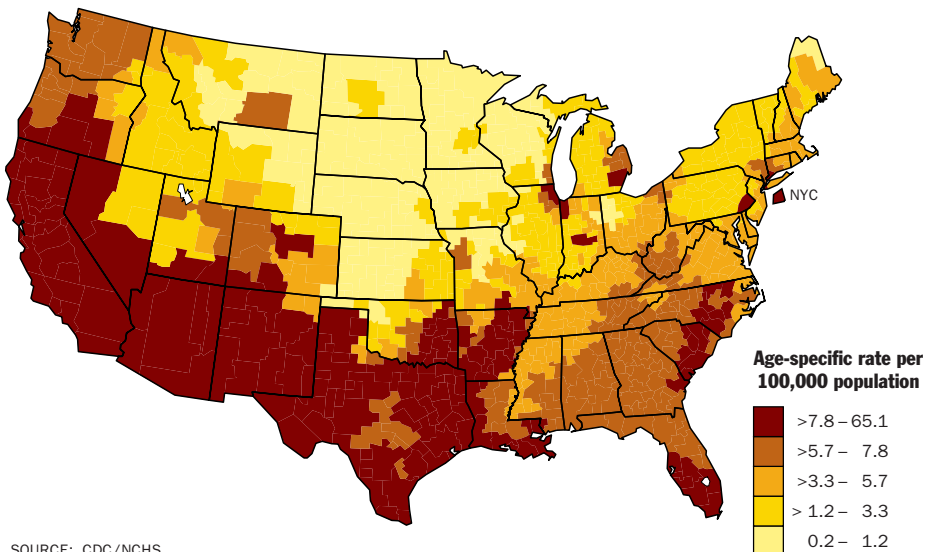 NYC
Age-specific rate per
100,000 population
>7.8 – 65.1
>5.7 – 7.8
>3.3 – 5.7
> 1.2 – 3.3
0.2 – 1.2
SOURCE: CDC/NCHS